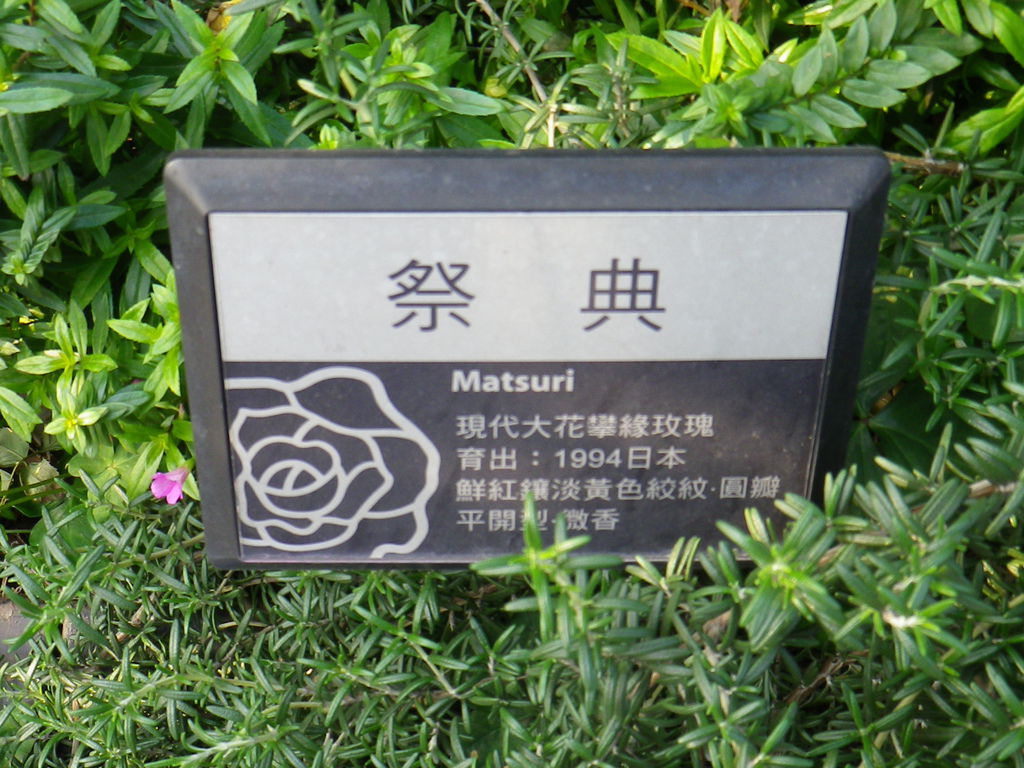 祭典
Matsuri
現代大花攀緣玫瑰
育出：1994日本
鮮紅鑲淡黃色絞紋·圓瓣
平開型·微香